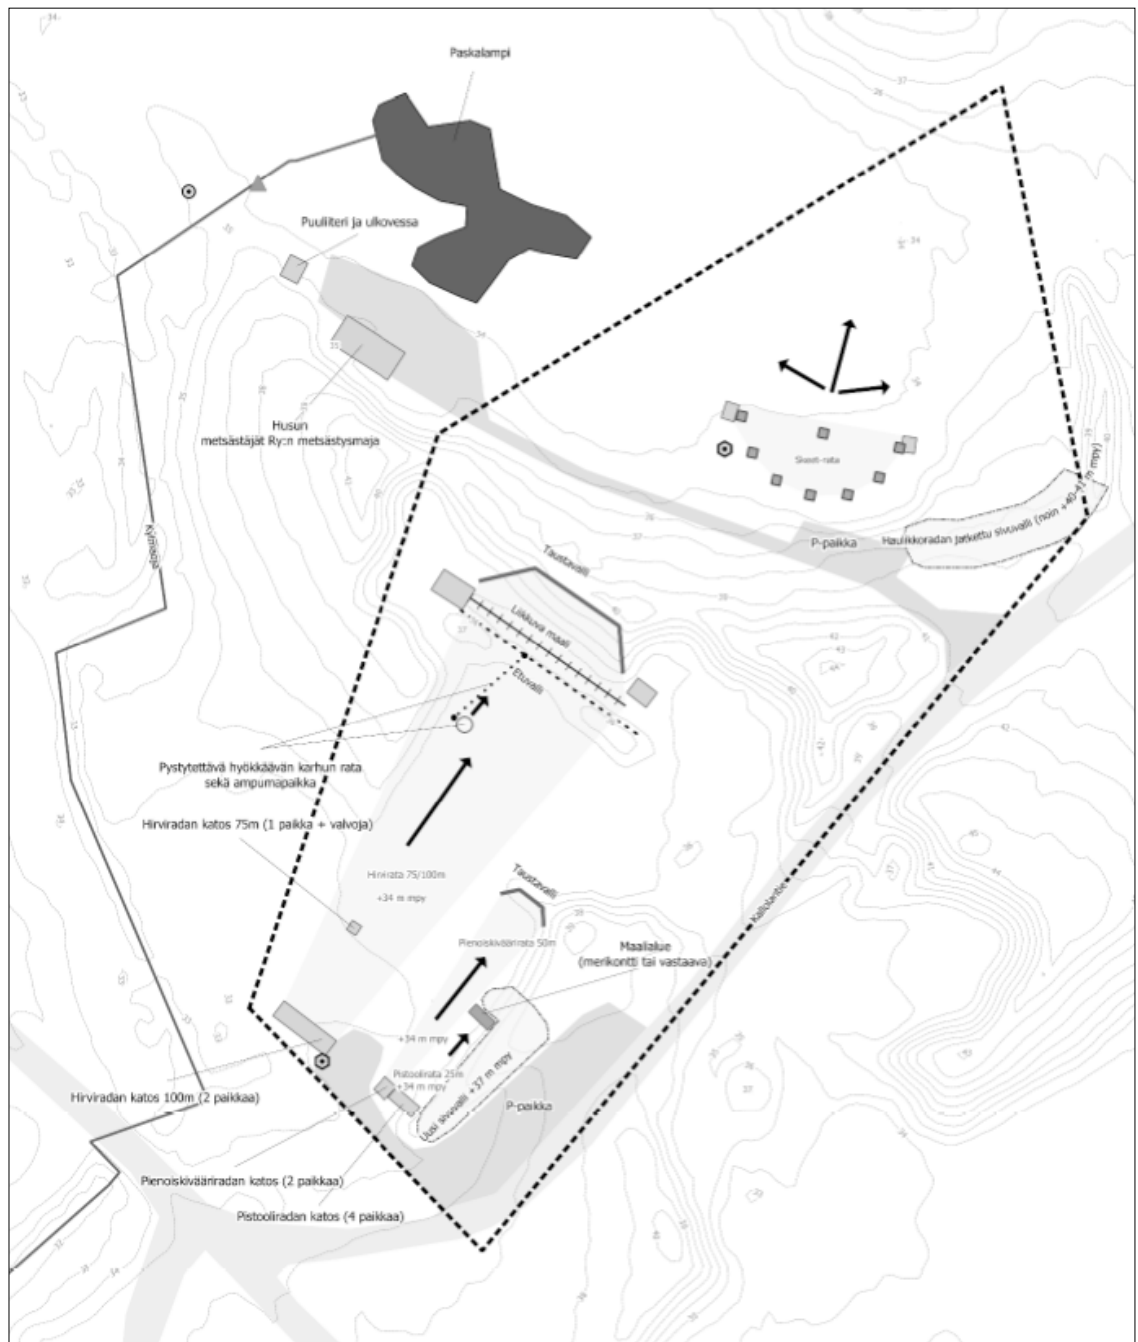 Paskalampi
Puuliiteri ja ulkovessa
Husun
metsästäjät Ry:n metsästysmaja
Kylmäoja
Skeet-rata
P-paikka
Haulikkoradan jatkettu sivuvalli (noin +40-41 m mpy)
Taustavalli
Liikkuva maali
Etuvalli
Pystytettävä hyökkäävän karhun rata
sekä ampumapaikka
Hirviradan katos 75m (1 paikka + valvoja)
Hirvirata 75/100m
+34 m mpy
Taustavalli
Pienoiskiväärirata 50m
Maalialue
(merikontti tai vastaava)
Kallolantie
+34 m mpy
Pistoolirata 25m
+34 m mpy
Uusi sivuvalli +37 m mpy
P-paikka
Hirviradan katos 100m (2 paikkaa)
Pienoiskivääriradan katos (2 paikkaa)
Pistooliradan katos (4 paikkaa)